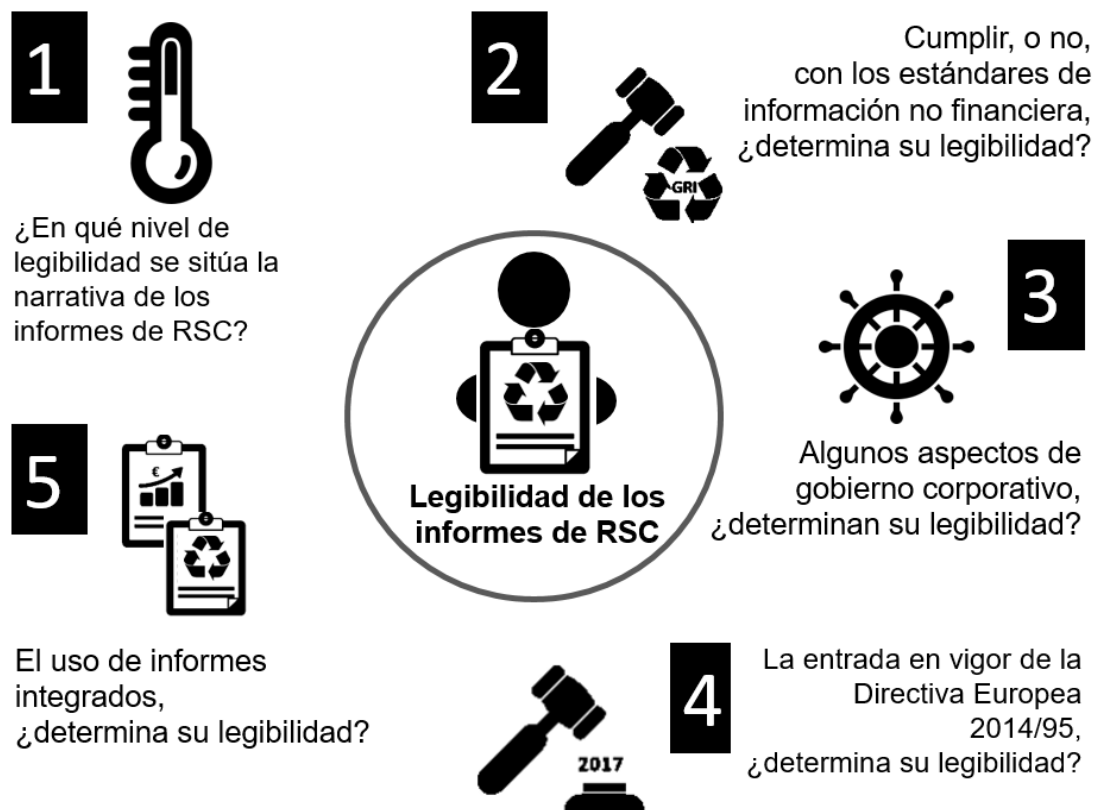 1
¿En qué nivel de
legibilidad se sitúa la
narrativa de los
informes de RSC?
2
Cumplir, o no,
con los estándares de
información no financiera,
¿determina su legibilidad?
GRI
3
Algunos aspectos de
gobierno corporativo,
¿determinan su legibilidad?
Legibilidad de los
informes de RSC
4
La entrada en vigor de la
Directiva Europea
2014/95,
¿determina su legibilidad?
2017
5
€
El uso de informes
integrados,
¿determina su legibilidad?